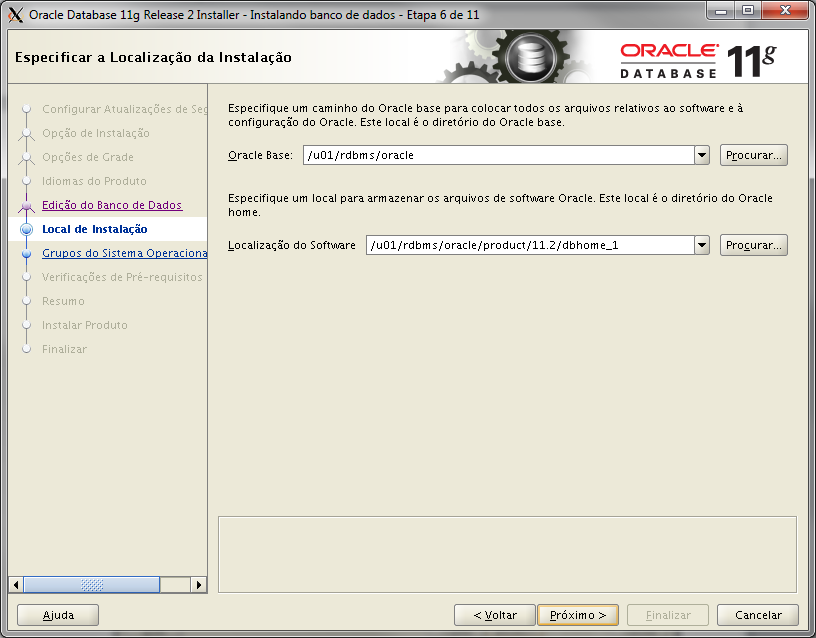 Oracle Database 11g Release 2 Installer - Instalando banco de dados - Etapa 6 de 11
Especificar a Localização da Instalação
ORACLE
DATABASE
11g
Configurar Atualizações de Seg
Opção de Instalação
Opções de Grade
Idiomas do Produto
Edição do Banco de Dados
Local de Instalação
Grupos do Sistema Operaciona
Verificações de Pré-requisitos
Resumo
Instalar Produto
Finalizar
Especifique um caminho do Oracle base para colocar todos os arquivos relativos ao software e à
configuração do Oracle. Este local é o diretório do Oracle base.
Oracle Base: /u01/rdbms/oracle Procurar...
Especifique um local para armazenar os arquivos de software Oracle. Este local é o diretório do Oracle
home.
Localização do Software /u01/rdbms/oracle/product/11.2/dbhome_1 Procurar...
Ajuda < Voltar Próximo > Finalizar Cancelar